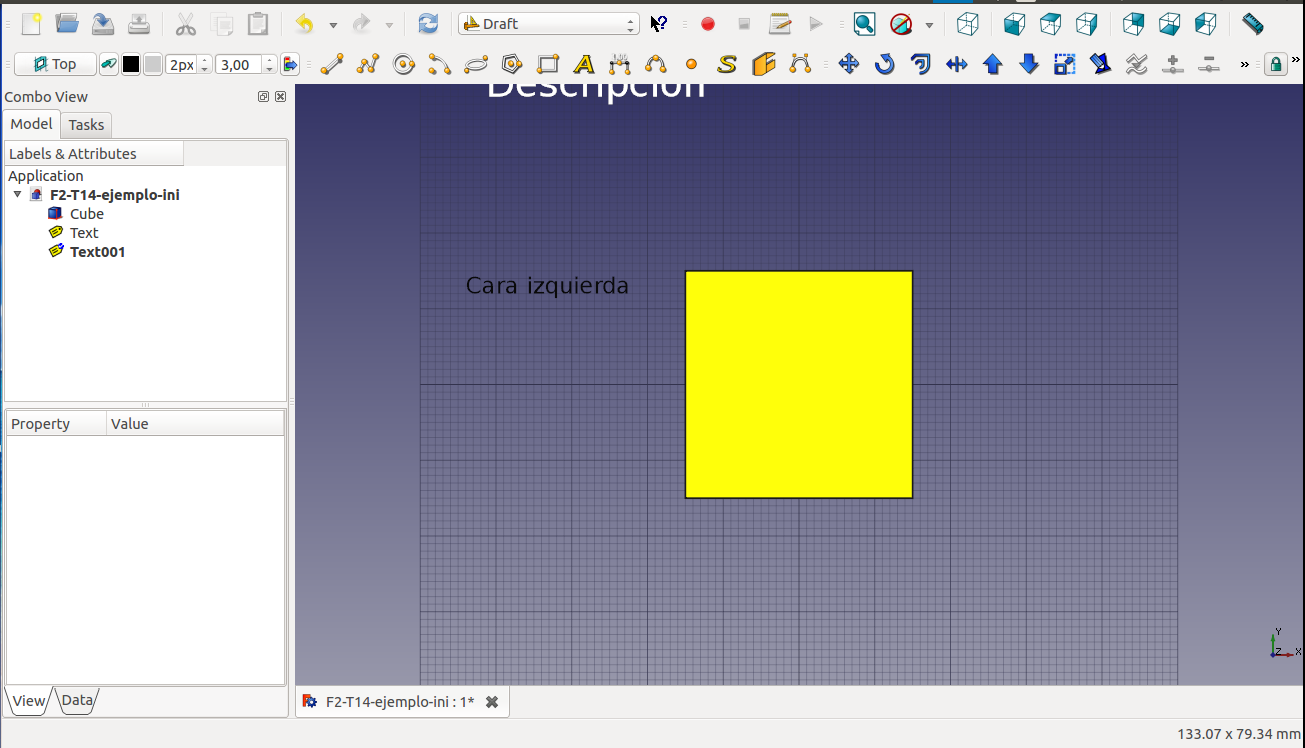 Draft
Top
2px
3,00
A
S
Combo View
Model
Tasks
Labels & Attributes
Application
F2-T14-ejemplo-ini
Cube
Text
Text001
Property
Value
View
Data
Descripción
Cara izquierda
Y
Z
X
F2-T14-ejemplo-ini : 1*
133.07 x 79.34 mm